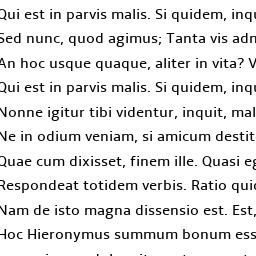 Qui est in parvis malis. Si quidem, inqu
Sed nunc, quod agimus; Tanta vis adm
An hoc usque quaque, aliter in vita? V
Qui est in parvis malis. Si quidem, inqu
Nonne igitur tibi videntur, inquit, mal
Ne in odium veniam, si amicum destit
Quae cum dixisset, finem ille. Quasi eg
Respondeat totidem verbis. Ratio quid
Nam de isto magna dissensio est. Est,
Hoc Hieronymus summum bonum ess